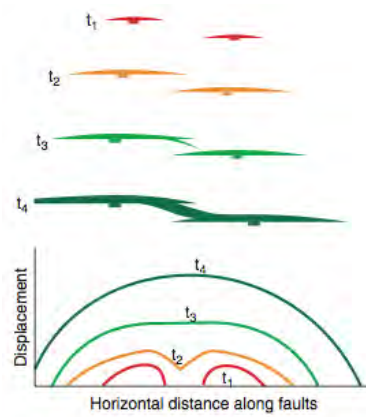 t1
t2
t3
t4
Displacement
t4
t3
t2
t1
Horizontal distance along faults